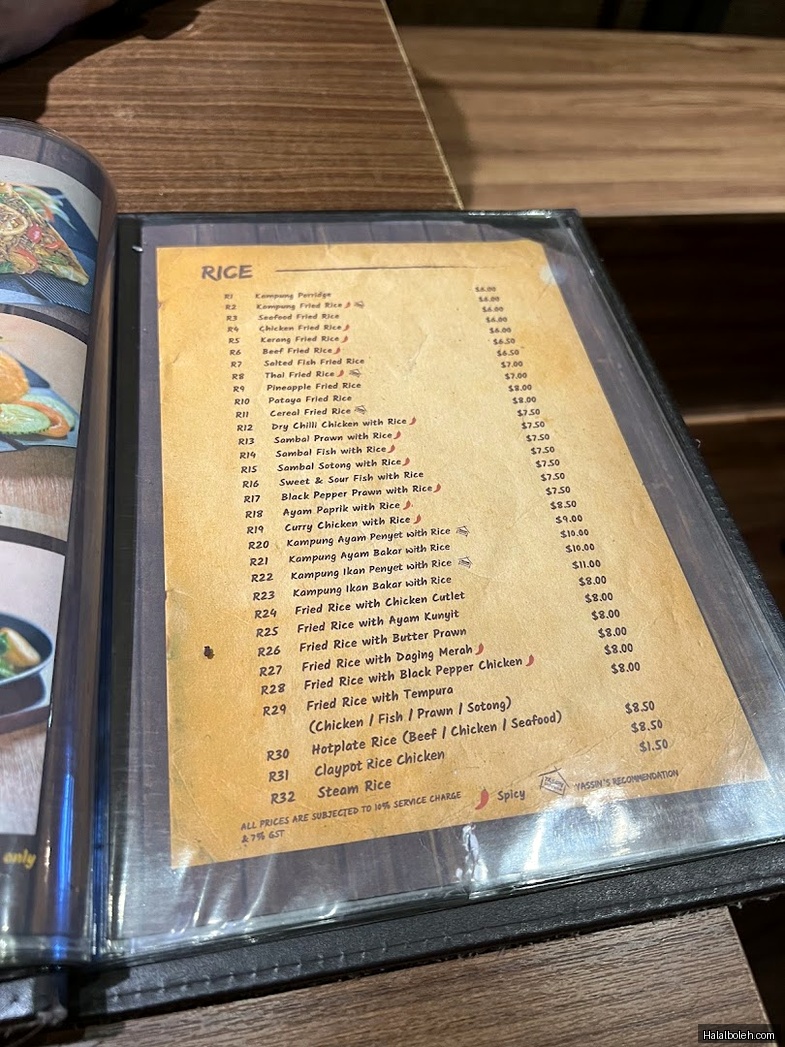 RICE
R1 Kampung Porridge $6.00
R2 Kampung Fried Rice $6.00
R3 Seafood Fried Rice $6.00
R4 Chicken Fried Rice $6.00
R5 Kerang Fried Rice $6.00
R6 Beef Fried Rice $6.50
R7 Salted Fish Fried Rice $6.50
R8 Thai Fried Rice $7.00
R9 Pineapple Fried Rice $7.00
R10 Pataya Fried Rice $8.00
R11 Cereal Fried Rice $8.00
R12 Dry Chilli Chicken with Rice $7.50
R13 Sambal Prawn with Rice $7.50
R14 Sambal Fish with Rice $7.50
R15 Sambal Sotong with Rice $7.50
R16 Sweet & Sour Fish with Rice $7.50
R17 Black Pepper Prawn with Rice $7.50
R18 Ayam Paprik with Rice $7.50
R19 Curry Chicken with Rice $8.50
R20 Kampung Ayam Penyet with Rice $9.00
R21 Kampung Ayam Bakar with Rice $10.00
R22 Kampung Ikan Penyet with Rice $10.00
R23 Kampung Ikan Bakar with Rice $11.00
R24 Fried Rice with Chicken Cutlet $8.00
R25 Fried Rice with Ayam Kunyit $8.00
R26 Fried Rice with Butter Prawn $8.00
R27 Fried Rice with Daging Merah $8.00
R28 Fried Rice with Black Pepper Chicken $8.00
R29 Fried Rice with Tempura $8.00
(Chicken / Fish / Prawn / Sotong)
R30 Hotplate Rice (Beef / Chicken / Seafood) $8.50
R31 Claypot Rice Chicken $8.50
R32 Steam Rice $1.50
ALL PRICES ARE SUBJECTED TO 10% SERVICE CHARGE
& 7% GST
Spicy
YASSIN'S RECOMMENDATION
only
Halalboleh.com